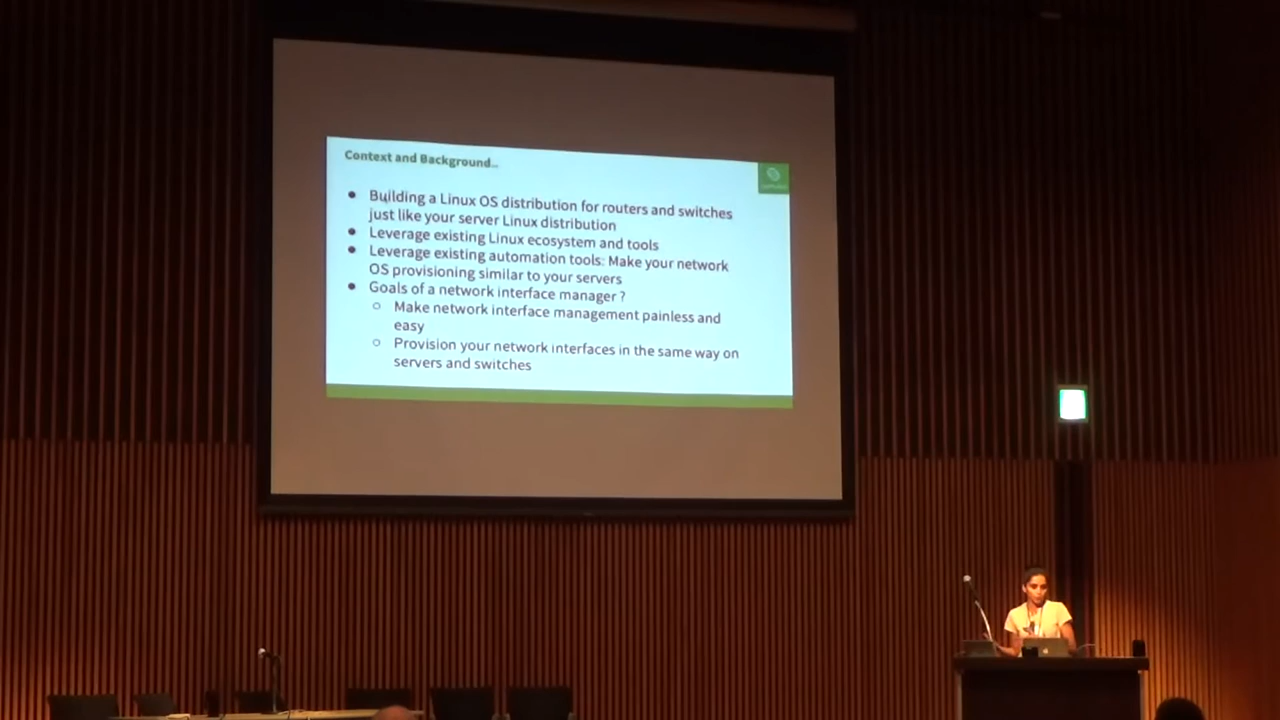 Context and Background..
Building a Linux OS distribution for routers and switches
just like your server Linux distribution
Leverage existing Linux ecosystem and tools
Leverage existing automation tools: Make your network
OS provisioning similar to your servers
Goals of a network interface manager ?
Make network interface management painless and
easy
Provision your network interfaces in the same way on
servers and switches